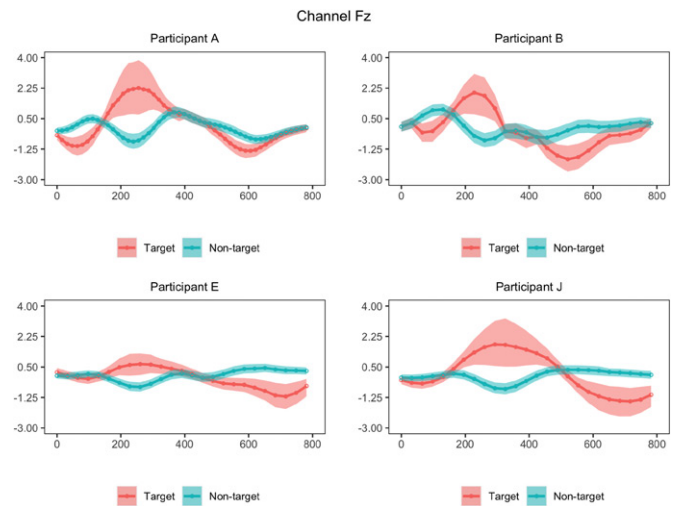 Channel Fz
Participant A
4.00
2.25
0.50
-1.25
-3.00
0 200 400 600 800
Target Non-target
Participant B
4.00
2.25
0.50
-1.25
-3.00
0 200 400 600 800
Target Non-target
Participant E
4.00
2.25
0.50
-1.25
-3.00
0 200 400 600 800
Target Non-target
Participant J
4.00
2.25
0.50
-1.25
-3.00
0 200 400 600 800
Target Non-target